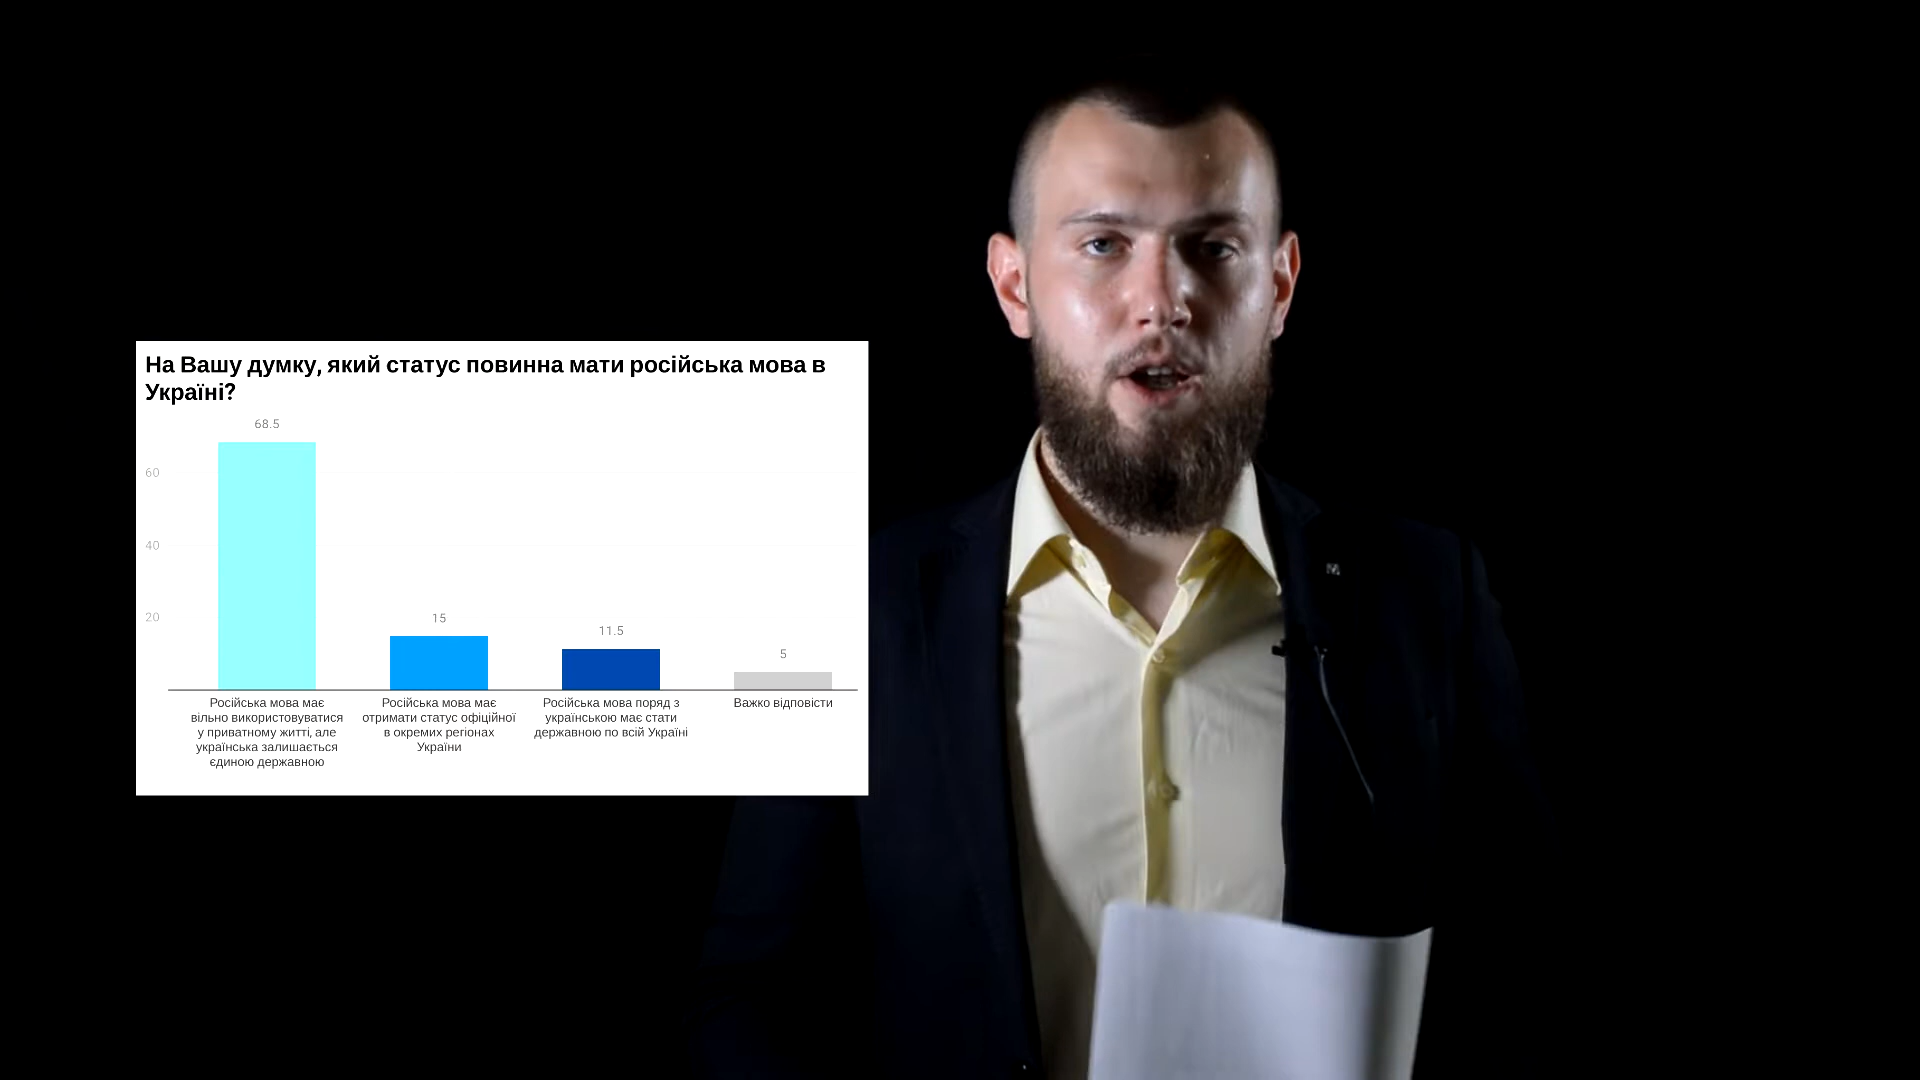 На Вашу думку, який статус повинна мати російська мова в
Україні?
68.5
60
40
20
15
11.5
5
Російська мова має
вільно використовуватися
у приватному житті, але
українська залишається
єдиною державною
Російська мова має
отримати статус офіційної
в окремих регіонах
України
Російська мова поряд з
українською має стати
державною по всій Україні
Важко відповісти